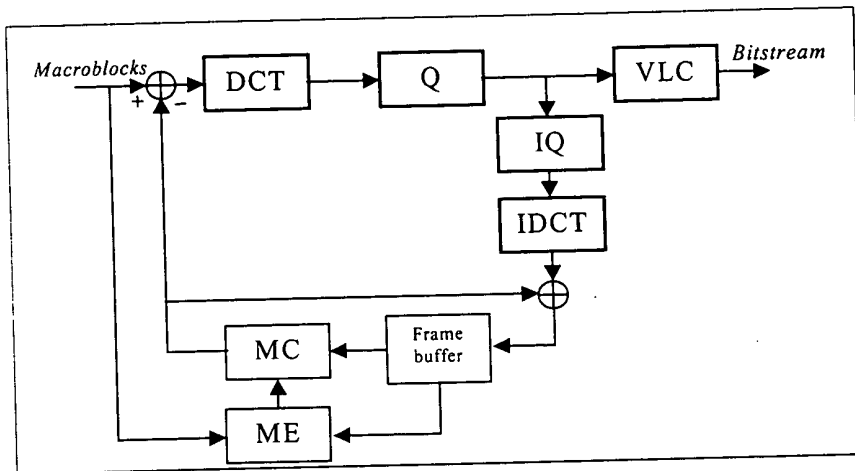 Macroblocks
DCT
Q
VLC
Bitstream
+
−
IQ
IDCT
MC
Frame
buffer
ME